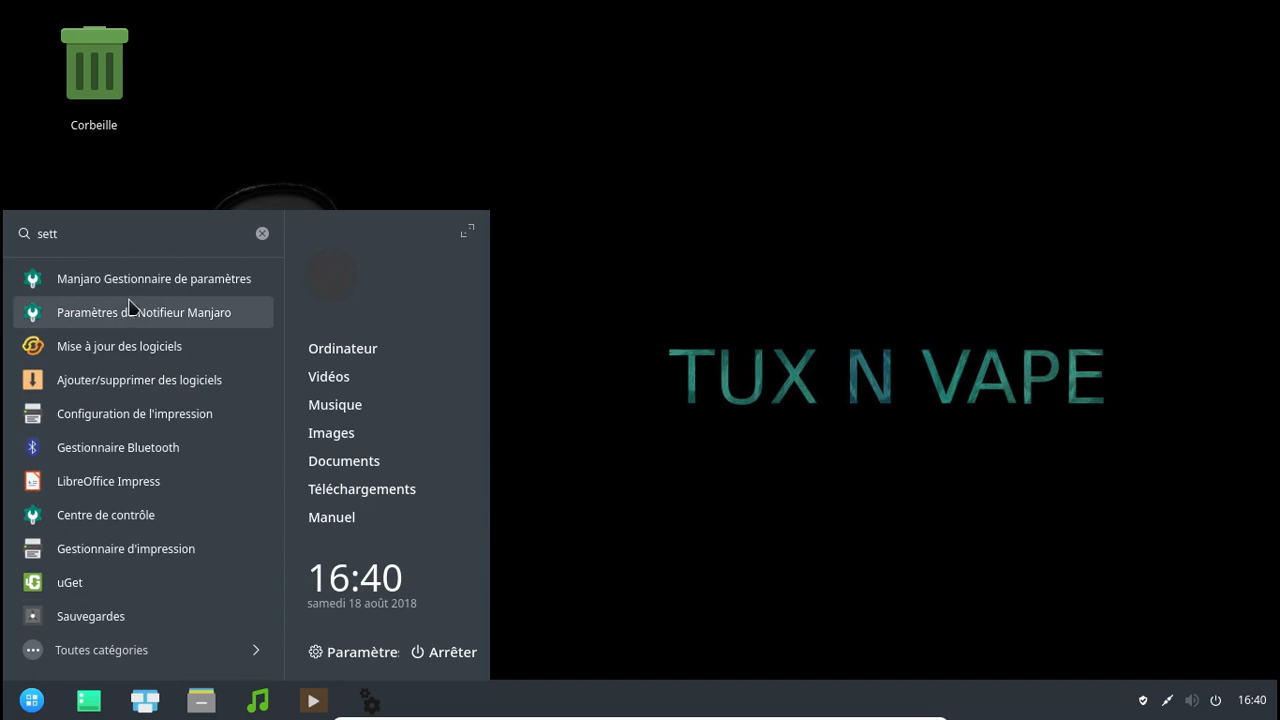 Corbeille
sett
Manjaro Gestionnaire de paramètres
Paramètres du Notifieur Manjaro
Mise à jour des logiciels
Ajouter/supprimer des logiciels
Configuration de l'impression
Gestionnaire Bluetooth
LibreOffice Impress
Centre de contrôle
Gestionnaire d'impression
uGet
Sauvegardes
Toutes catégories
Ordinateur
Vidéos
Musique
Images
Documents
Téléchargements
Manuel
16:40
samedi 18 août 2018
Paramètre
Arrêter
TUX N VAPE
16:40